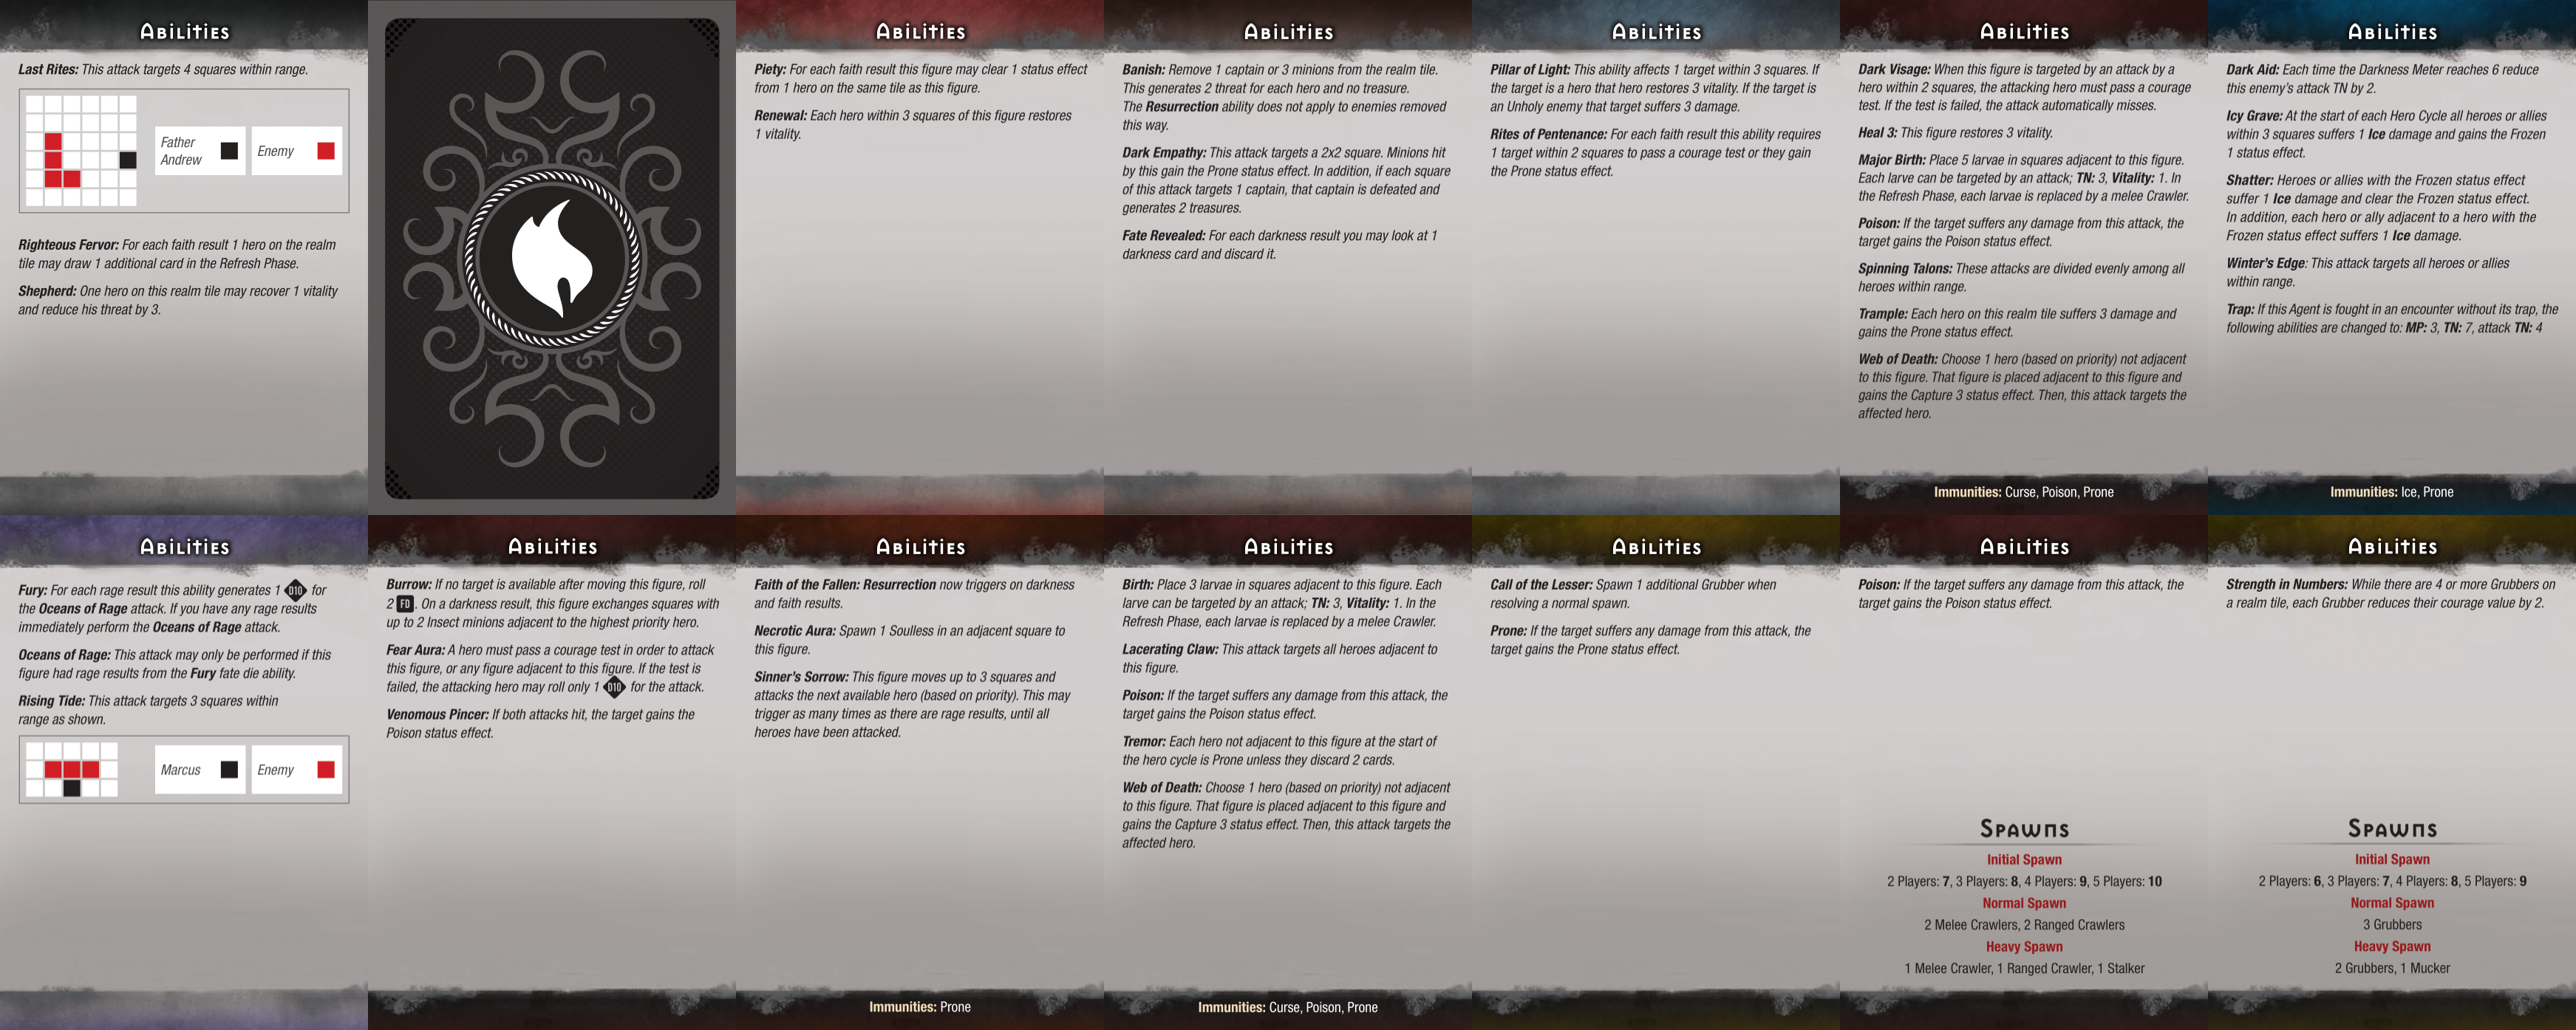 Abilities
Last Rites: This attack targets 4 squares within range.
Father
Andrew
Enemy
Righteous Fervor: For each faith result 1 hero on the realm
tile may draw 1 additional card in the Refresh Phase.
Shepherd: One hero on this realm tile may recover 1 vitality
and reduce his threat by 3.
Abilities
Piety: For each faith result this figure may clear 1 status effect
from 1 hero on the same tile as this figure.
Renewal: Each hero within 3 squares of this figure restores
1 vitality.
Abilities
Banish: Remove 1 captain or 3 minions from the realm tile.
This generates 2 threat for each hero and no treasure.
The Resurrection ability does not apply to enemies removed
this way.
Dark Empathy: This attack targets a 2x2 square. Minions hit
by this gain the Prone status effect. In addition, if each square
of this attack targets 1 captain, that captain is defeated and
generates 2 treasures.
Fate Revealed: For each darkness result you may look at 1
darkness card and discard it.
Abilities
Pillar of Light: This ability affects 1 target within 3 squares. If
the target is a hero that hero restores 3 vitality. If the target is
an Unholy enemy that target suffers 3 damage.
Rites of Pentenance: For each faith result this ability requires
1 target within 2 squares to pass a courage test or they gain
the Prone status effect.
Abilities
Dark Visage: When this figure is targeted by an attack by a
hero within 2 squares, the attacking hero must pass a courage
test. If the test is failed, the attack automatically misses.
Heal 3: This figure restores 3 vitality.
Major Birth: Place 5 larvae in squares adjacent to this figure.
Each larve can be targeted by an attack; TN: 3, Vitality: 1. In
the Refresh Phase, each larvae is replaced by a melee Crawler.
Poison: If the target suffers any damage from this attack, the
target gains the Poison status effect.
Spinning Talons: These attacks are divided evenly among all
heroes within range.
Trample: Each hero on this realm tile suffers 3 damage and
gains the Prone status effect.
Web of Death: Choose 1 hero (based on priority) not adjacent
to this figure. That figure is placed adjacent to this figure and
gains the Capture 3 status effect. Then, this attack targets the
affected hero.
Immunities: Curse, Poison, Prone
Abilities
Dark Aid: Each time the Darkness Meter reaches 6 reduce
this enemy's attack TN by 2.
Icy Grave: At the start of each Hero Cycle all heroes or allies
within 3 squares suffers 1 Ice damage and gains the Frozen
1 status effect.
Shatter: Heroes or allies with the Frozen status effect
suffer 1 Ice damage and clear the Frozen status effect.
In addition, each hero or ally adjacent to a hero with the
Frozen status effect suffers 1 Ice damage.
Winter's Edge: This attack targets all heroes or allies
within range.
Trap: If this Agent is fought in an encounter without its trap, the
following abilities are changed to: MP: 3, TN: 7, attack TN: 4
Immunities: Ice, Prone
Abilities
Fury: For each rage result this ability generates 1 D10 for
the Oceans of Rage attack. If you have any rage results
immediately perform the Oceans of Rage attack.
Oceans of Rage: This attack may only be performed if this
figure had rage results from the Fury fate die ability.
Rising Tide: This attack targets 3 squares within
range as shown.
Marcus
Enemy
Abilities
Burrow: If no target is available after moving this figure, roll
2 FD. On a darkness result, this figure exchanges squares with
up to 2 Insect minions adjacent to the highest priority hero.
Fear Aura: A hero must pass a courage test in order to attack
this figure, or any figure adjacent to this figure. If the test is
failed, the attacking hero may roll only 1 D10 for the attack.
Venomous Pincer: If both attacks hit, the target gains the
Poison status effect.
Abilities
Faith of the Fallen: Resurrection now triggers on darkness
and faith results.
Necrotic Aura: Spawn 1 Soulless in an adjacent square to
this figure.
Sinner's Sorrow: This figure moves up to 3 squares and
attacks the next available hero (based on priority). This may
trigger as many times as there are rage results, until all
heroes have been attacked.
Immunities: Prone
Abilities
Birth: Place 3 larvae in squares adjacent to this figure. Each
larve can be targeted by an attack; TN: 3, Vitality: 1. In the
Refresh Phase, each larvae is replaced by a melee Crawler.
Lacerating Claw: This attack targets all heroes adjacent to
this figure.
Poison: If the target suffers any damage from this attack, the
target gains the Poison status effect.
Tremor: Each hero not adjacent to this figure at the start of
the hero cycle is Prone unless they discard 2 cards.
Web of Death: Choose 1 hero (based on priority) not adjacent
to this figure. That figure is placed adjacent to this figure and
gains the Capture 3 status effect. Then, this attack targets the
affected hero.
Immunities: Curse, Poison, Prone
Abilities
Call of the Lesser: Spawn 1 additional Grubber when
resolving a normal spawn.
Prone: If the target suffers any damage from this attack, the
target gains the Prone status effect.
Abilities
Poison: If the target suffers any damage from this attack, the
target gains the Poison status effect.
Spawns
Initial Spawn
2 Players: 7, 3 Players: 8, 4 Players: 9, 5 Players: 10
Normal Spawn
2 Melee Crawlers, 2 Ranged Crawlers
Heavy Spawn
1 Melee Crawler, 1 Ranged Crawler, 1 Stalker
Abilities
Strength in Numbers: While there are 4 or more Grubbers on
a realm tile, each Grubber reduces their courage value by 2.
Spawns
Initial Spawn
2 Players: 6, 3 Players: 7, 4 Players: 8, 5 Players: 9
Normal Spawn
3 Grubbers
Heavy Spawn
2 Grubbers, 1 Mucker